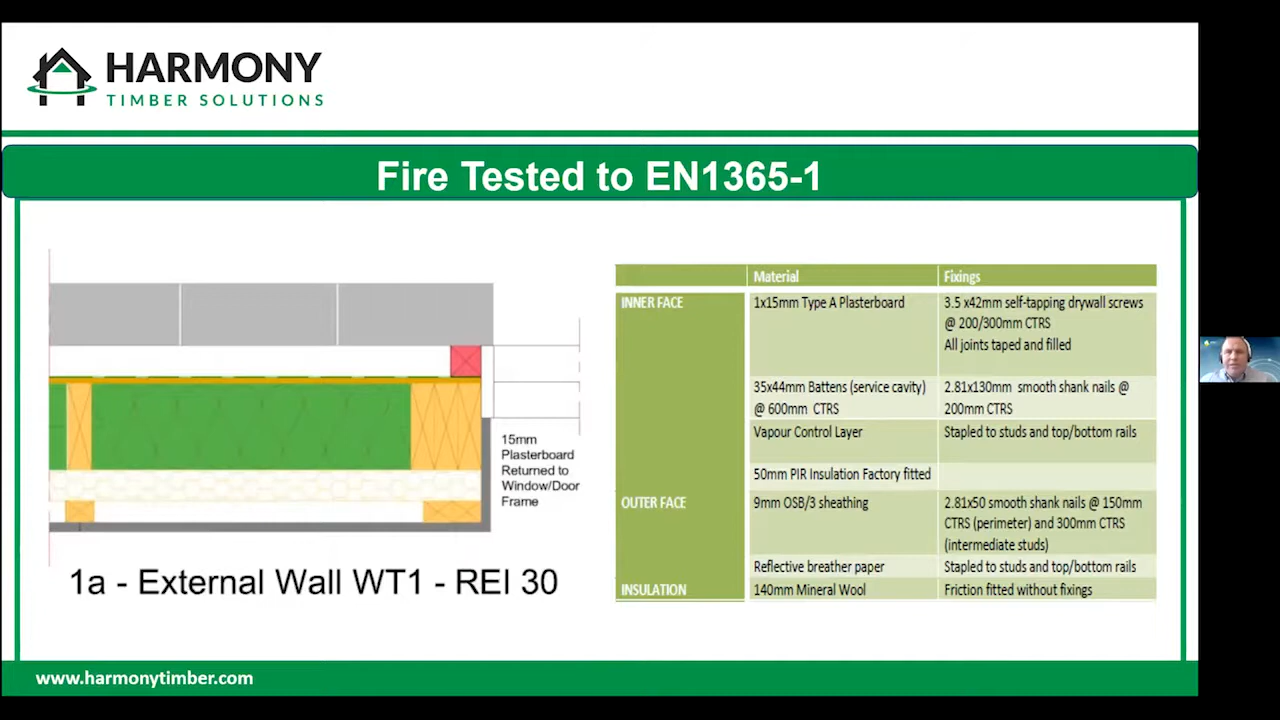 HARMONY
TIMBER SOLUTIONS
Fire Tested to EN1365-1
15mm
Plasterboard
Returned to
Window/Door
Frame
1a - External Wall WT1 - REI 30
Material
Fixings
INNER FACE
1x15mm Type A Plasterboard
3.5 x42mm self-tapping drywall screws
@ 200/300mm CTRS
All joints taped and filled
35x44mm Battens (service cavity)
@ 600mm CTRS
2.81x130mm smooth shank nails @
200mm CTRS
Vapour Control Layer
Stapled to studs and top/bottom rails
50mm PIR Insulation Factory fitted
OUTER FACE
9mm OSB/3 sheathing
2.81x50 smooth shank nails @ 150mm
CTRS (perimeter) and 300mm CTRS
(intermediate studs)
Reflective breather paper
Stapled to studs and top/bottom rails
INSULATION
140mm Mineral Wool
Friction fitted without fixings
www.harmonytimber.com